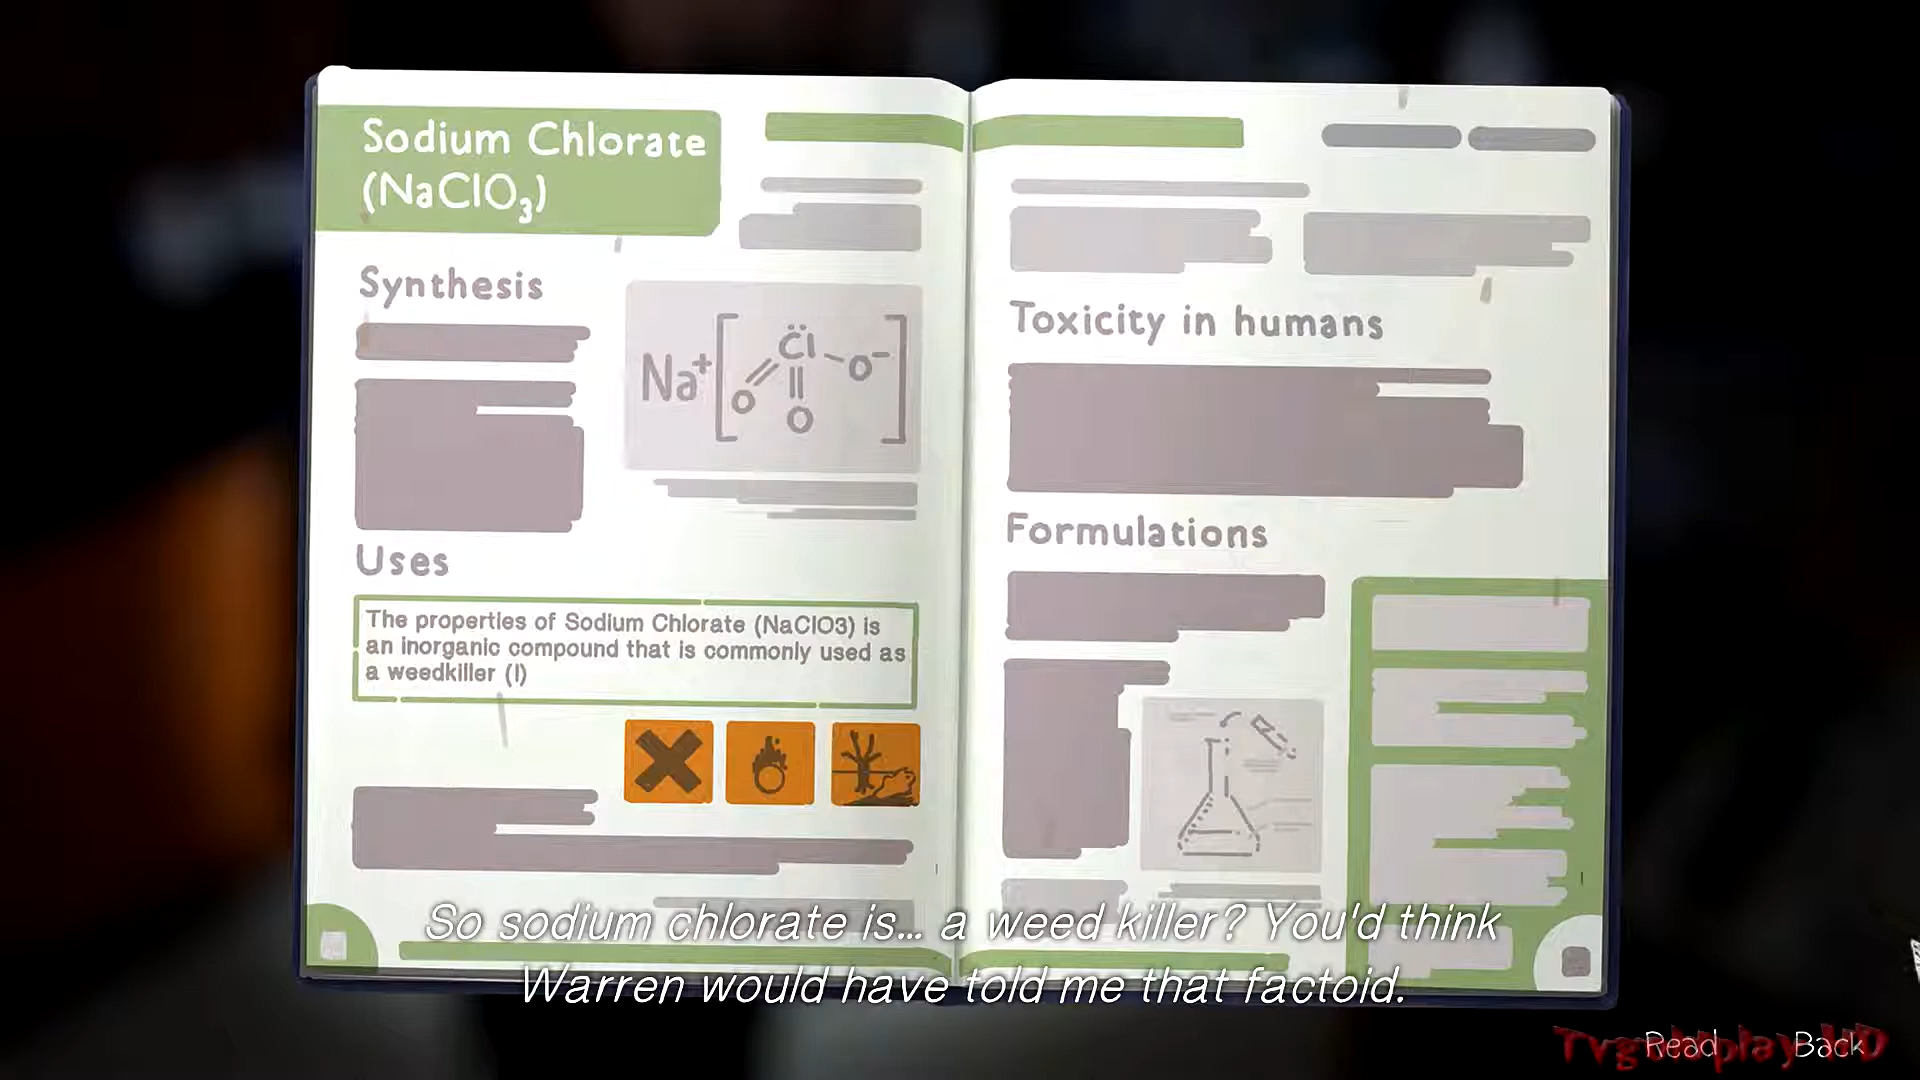 Sodium Chlorate
(NaClO3)
Synthesis
Na+
Cl
O-
O
O
Uses
The properties of Sodium Chlorate (NaClO3) is
an inorganic compound that is commonly used as
a weedkiller (!)
Toxicity in humans
Formulations
So sodium chlorate is... a weed killer? You'd think
Warren would have told me that factoid.
Read Back